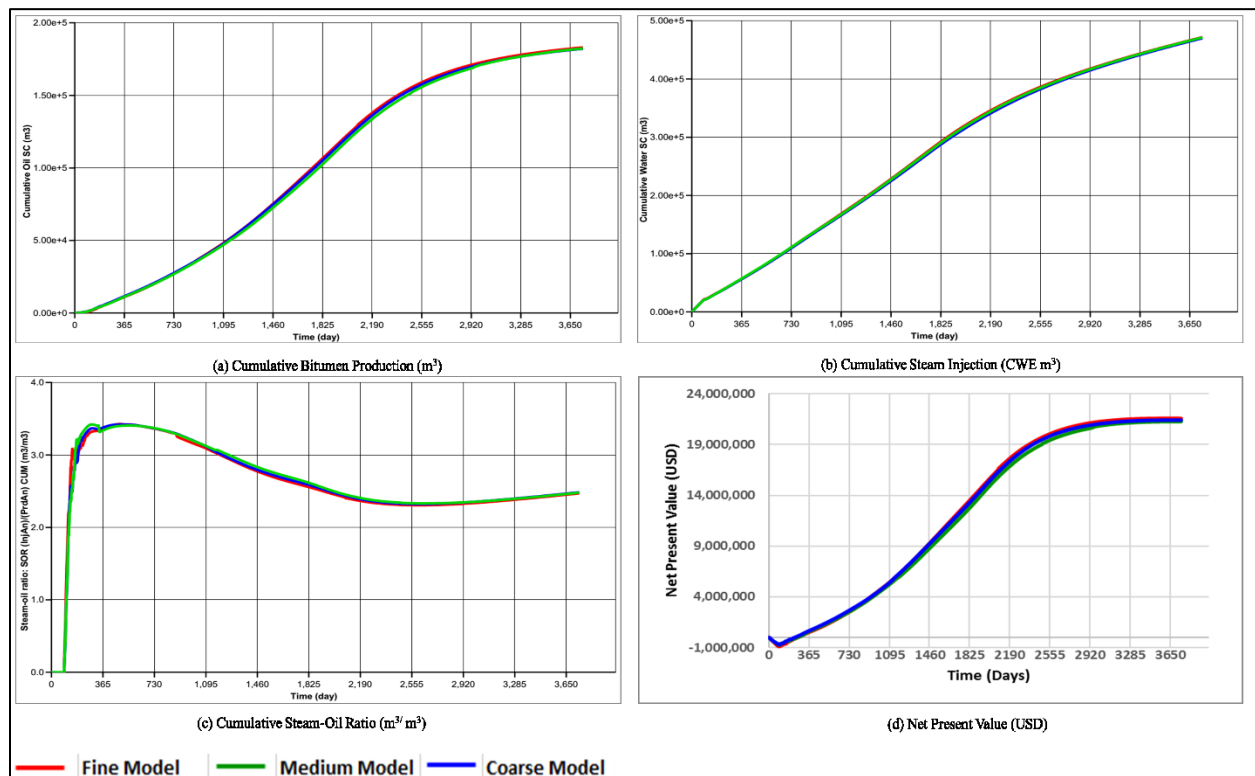 2.00e+5
1.50e+5
1.00e+5
5.00e+4
0.00e+0
Cumulative Oil SC (m3)
0 365 730 1,095 1,460 1,825 2,190 2,555 2,920 3,285 3,650
Time (day)
(a) Cumulative Bitumen Production (m³)
5.00e+5
4.00e+5
3.00e+5
2.00e+5
1.00e+5
0.00e+0
Cumulative Water SC (m3)
0 365 730 1,095 1,460 1,825 2,190 2,555 2,920 3,285 3,650
Time (day)
(b) Cumulative Steam Injection (CWE m³)
4.0
3.0
2.0
1.0
0.0
Steam-oil ratio: SOR (InjAn)/(ProdAn) CUM (m3/m3)
0 365 730 1,095 1,460 1,825 2,190 2,555 2,920 3,285 3,650
Time (day)
(c) Cumulative Steam-Oil Ratio (m³/ m³)
24,000,000
19,000,000
14,000,000
9,000,000
4,000,000
-1,000,000
Net Present Value (USD)
0 365 730 1095 1460 1825 2190 2555 2920 3285 3650
Time (Days)
(d) Net Present Value (USD)
Fine Model Medium Model Coarse Model